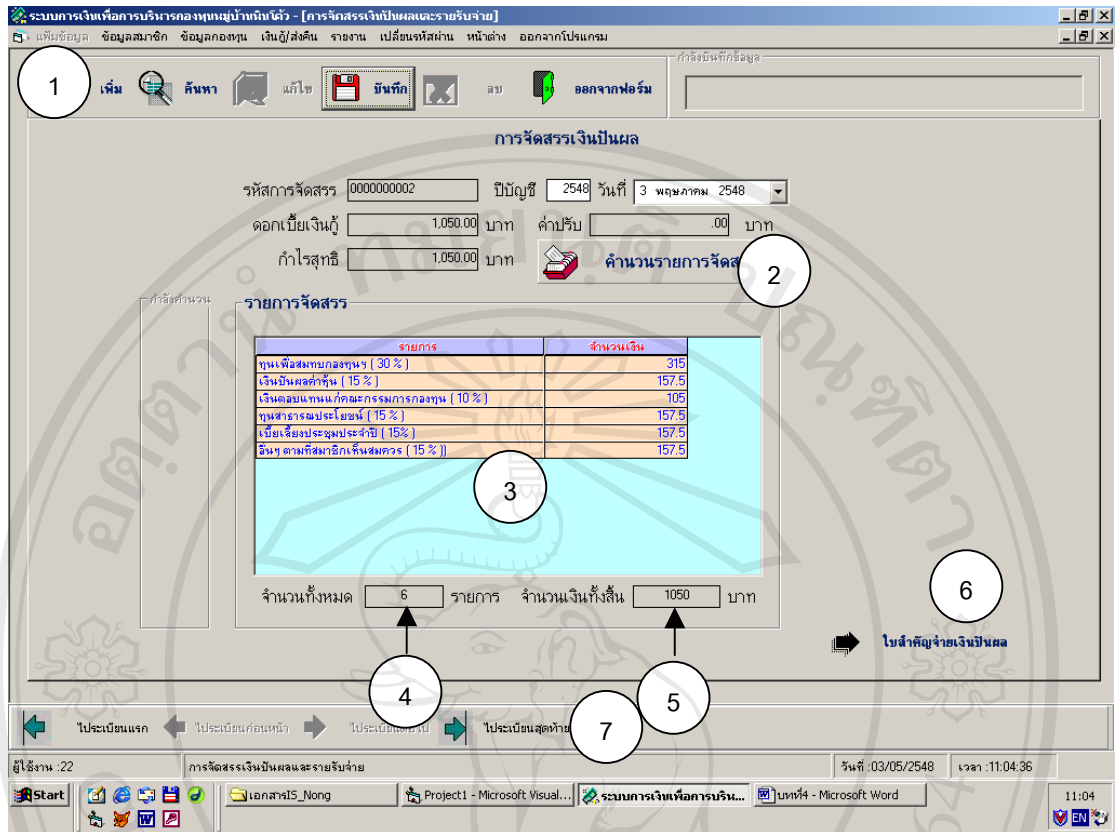 ระบบการเงินเพื่อการบริหารกองทุนหมู่บ้านนินโด้ว - [การจัดสรรเงินปันผลและรายรับจ่าย]
แฟ้มข้อมูล ข้อมูลสมาชิก ข้อมูลกองทุน เงินกู้/ส่งคืน รายงาน เปลี่ยนรหัสผ่าน หน้าต่าง ออกจากโปรแกรม
กำลังบันทึกข้อมูล
1 เพิ่ม ค้นหา แก้ไข บันทึก ลบ ออกจากฟอร์ม
การจัดสรรเงินปันผล
รหัสการจัดสรร 0000000002 ปีบัญชี 2548 วันที่ 3 พฤษภาคม 2548
ดอกเบี้ยเงินกู้ 1,050.00 บาท ค่าปรับ .00 บาท
กำไรสุทธิ 1,050.00 บาท คำนวนรายการจัดส 2
กำลังคำนวน รายการจัดสรร
รายการ จำนวนเงิน
ทุนเพื่อสมทบกองทุนฯ ( 30 % ) 315
เงินปันผลค่าหุ้น ( 15 % ) 157.5
เงินตอบแทนแก่คณะกรรมการกองทุน ( 10 % ) 105
ทุนสาธารณประโยชน์ ( 15 % ) 157.5
เบี้ยเลี้ยงประชุมประจำปี ( 15% ) 157.5
อื่นๆ ตามที่สมาชิกเห็นสมควร ( 15 % )) 157.5
3
จำนวนทั้งหมด 6 รายการ จำนวนเงินทั้งสิ้น 1050 บาท
6
ใบสำคัญจ่ายเงินปันผล
4 5
ไประเบียนแรก ไประเบียนก่อนหน้า ไประเบียนถัดไป ไประเบียนสุดท้าย 7
ผู้ใช้งาน :22 การจัดสรรเงินปันผลและรายรับจ่าย วันที่ :03/05/2548 เวลา :11:04:36
Start เอกสารIS_Nong Project1 - Microsoft Visual... ระบบการเงินเพื่อการบริห... บทที่4 - Microsoft Word 11:04
EN
ลิขสิทธิ์มหาวิทยาลัย